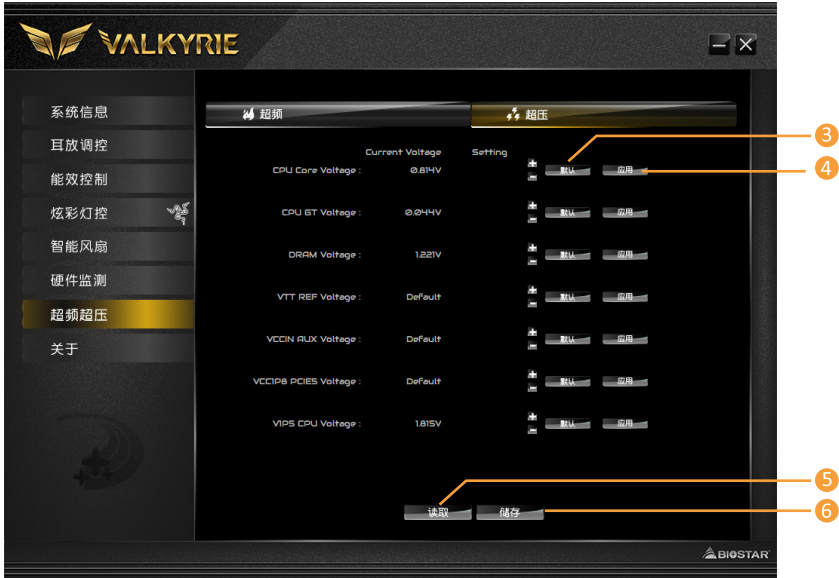 VALKYRIE
系统信息
耳放调控
能效控制
炫彩灯控
智能风扇
硬件监测
超频超压
关于
超频 超压
Current Voltage Setting
CPU Core Voltage : 0.814V 默认 应用
CPU GT Voltage : 0.044V 默认 应用
DRAM Voltage : 1.221V 默认 应用
VTT REF Voltage : Default 默认 应用
VCCIN AUX Voltage : Default 默认 应用
VCC1P8 PCIE5 Voltage : Default 默认 应用
V1P5 CPU Voltage : 1.815V 默认 应用
读取 储存
BIOSTAR
3
4
5
6